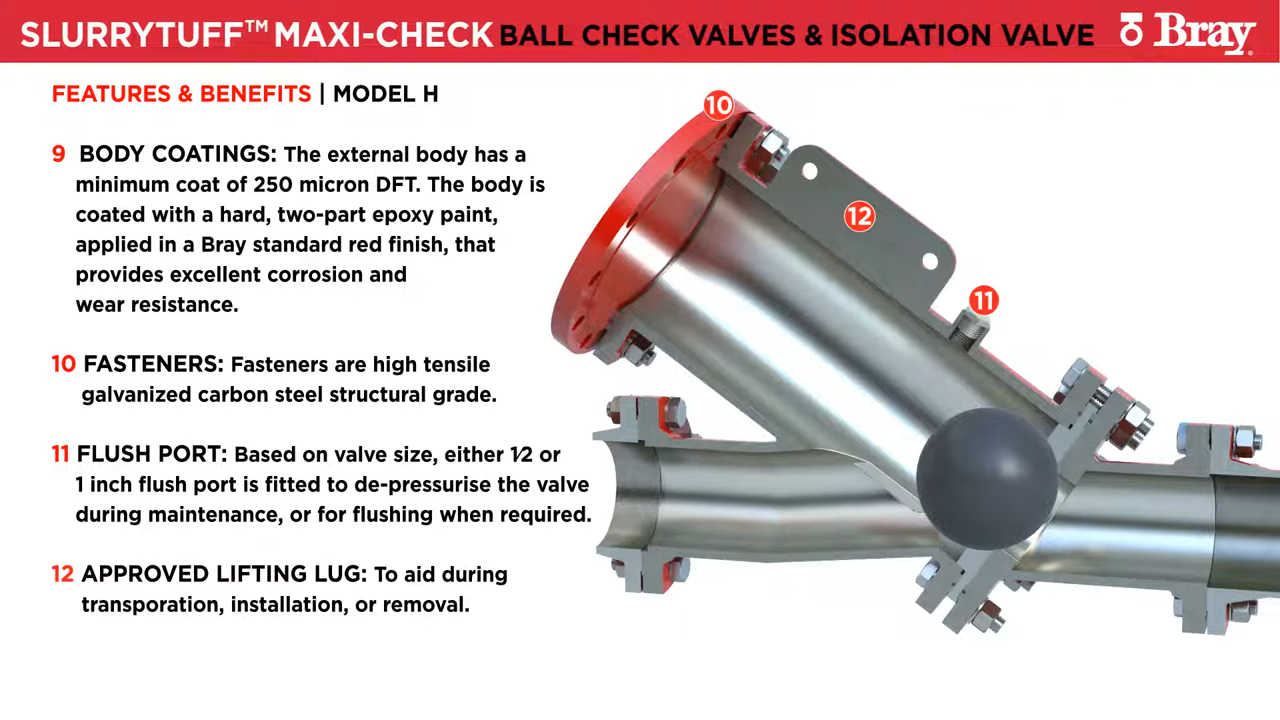 SLURRYTUFF™ MAXI-CHECK BALL CHECK VALVES & ISOLATION VALVE Bray®
FEATURES & BENEFITS | MODEL H
9 BODY COATINGS: The external body has a
minimum coat of 250 micron DFT. The body is
coated with a hard, two-part epoxy paint,
applied in a Bray standard red finish, that
provides excellent corrosion and
wear resistance.
10 FASTENERS: Fasteners are high tensile
galvanized carbon steel structural grade.
11 FLUSH PORT: Based on valve size, either 1⁄2 or
1 inch flush port is fitted to de-pressurise the valve
during maintenance, or for flushing when required.
12 APPROVED LIFTING LUG: To aid during
transporation, installation, or removal.
10
12
11